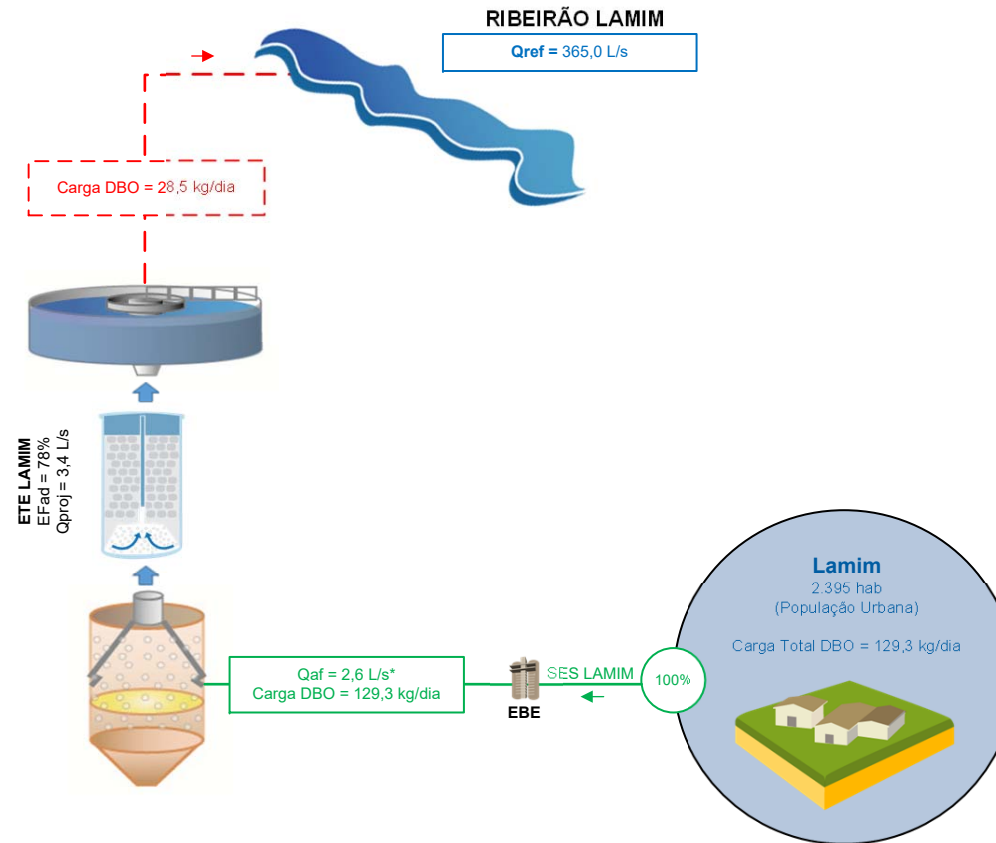 RIBEIRÃO LAMIM
Qref = 365,0 L/s
Carga DBO = 28,5 kg/dia
ETE LAMIM
EFad = 78%
Qproj = 3,4 L/s
Lamim
2.395 hab
(População Urbana)
Carga Total DBO = 129,3 kg/dia
Qaf = 2,6 L/s*
Carga DBO = 129,3 kg/dia
SES LAMIM
100%
EBE